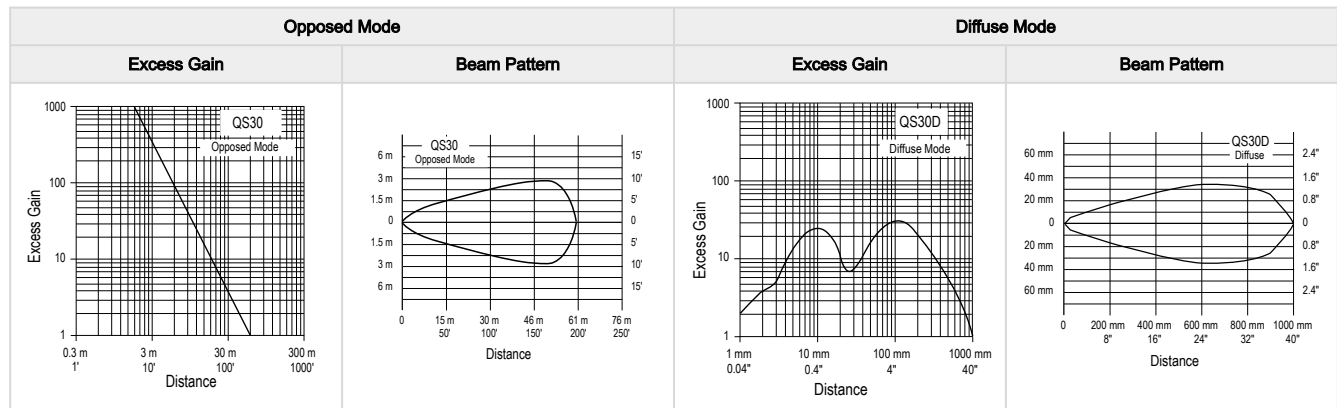 Opposed Mode
Diffuse Mode
Excess Gain
Beam Pattern
Excess Gain
Beam Pattern
1000
100
10
1
Excess Gain
QS30
Opposed Mode
0.3 m 3 m 30 m 300 m
1' 10' 100' 1000'
Distance
QS30
Opposed Mode
6 m 15'
3 m 10'
1.5 m 5'
0 0
1.5 m 5'
3 m 10'
6 m 15'
0 15 m 30 m 46 m 61 m 76 m
50' 100' 150' 200' 250'
Distance
1000
100
10
1
Excess Gain
QS30D
Diffuse Mode
1 mm 10 mm 100 mm 1000 mm
0.04" 0.4" 4" 40"
Distance
QS30D
Diffuse
60 mm 2.4"
40 mm 1.6"
20 mm 0.8"
0 0
20 mm 0.8"
40 mm 1.6"
60 mm 2.4"
0 200 mm 400 mm 600 mm 800 mm 1000 mm
8" 16" 24" 32" 40"
Distance